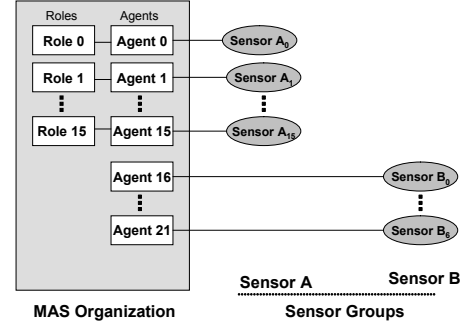 Roles Agents
Role 0 Agent 0 Sensor A0
Role 1 Agent 1 Sensor A1
Role 15 Agent 15 Sensor A15
Agent 16 Sensor B0
Agent 21 Sensor B6
Sensor A Sensor B
MAS Organization Sensor Groups